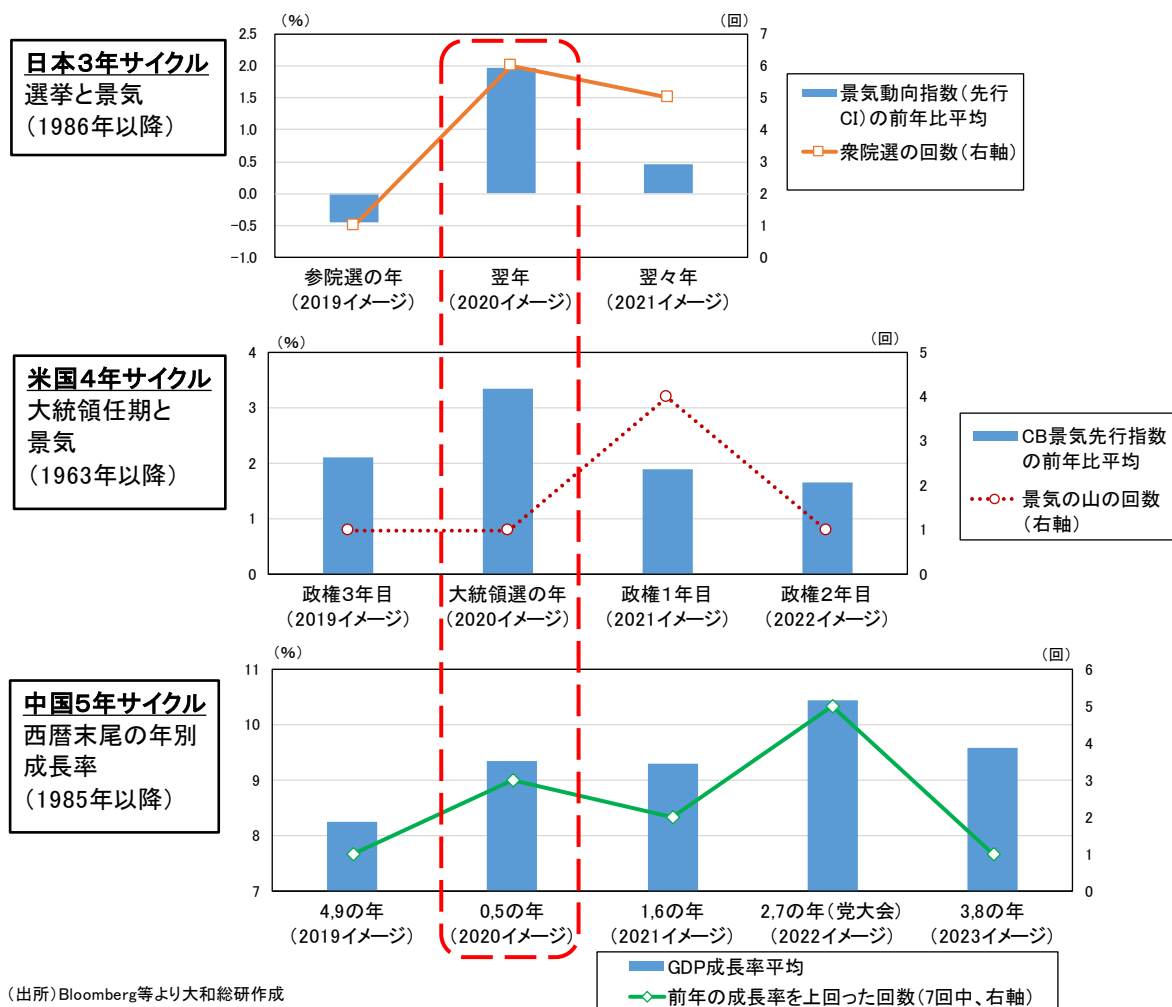 (%)
(回)
日本3年サイクル
選挙と景気
(1986年以降)
2.5
2.0
1.5
1.0
0.5
0.0
−0.5
−1.0
7
6
5
4
3
2
1
0
参院選の年
(2019イメージ)
翌年
(2020イメージ)
翌々年
(2021イメージ)
景気動向指数(先行
CI)の前年比平均
衆院選の回数(右軸)
(%)
(回)
米国4年サイクル
大統領任期と
景気
(1963年以降)
4
3
2
1
0
5
4
3
2
1
0
政権3年目
(2019イメージ)
大統領選の年
(2020イメージ)
政権1年目
(2021イメージ)
政権2年目
(2022イメージ)
CB景気先行指数
の前年比平均
景気の山の回数
(右軸)
(%)
(回)
中国5年サイクル
西暦末尾の年別
成長率
(1985年以降)
11
10
9
8
7
6
5
4
3
2
1
0
4,9の年
(2019イメージ)
0,5の年
(2020イメージ)
1,6の年
(2021イメージ)
2,7の年(党大会)
(2022イメージ)
3,8の年
(2023イメージ)
GDP成長率平均
前年の成長率を上回った回数(7回中、右軸)
(出所)Bloomberg等より大和総研作成